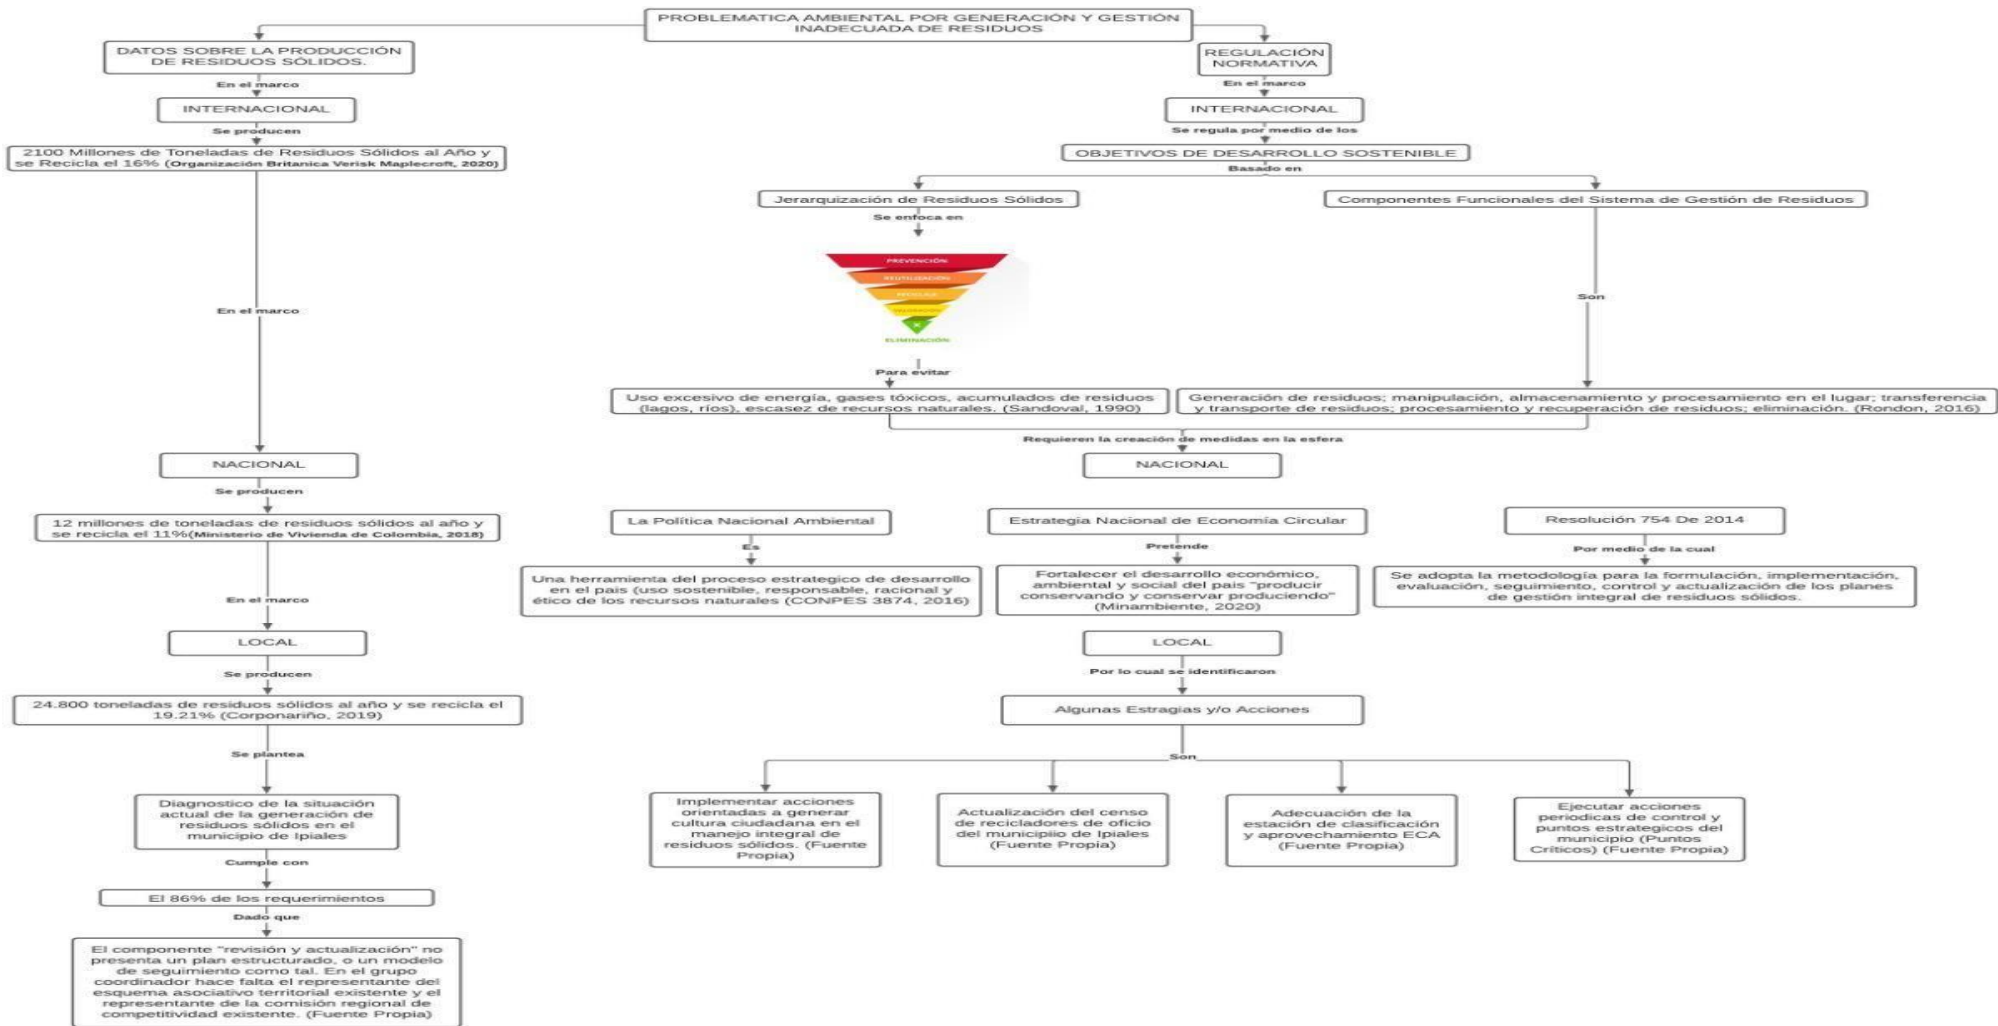 PROBLEMATICA AMBIENTAL POR GENERACIÓN Y GESTIÓN
INADECUADA DE RESIDUOS
DATOS SOBRE LA PRODUCCIÓN
DE RESIDUOS SÓLIDOS.
En el marco
INTERNACIONAL
Se producen
2100 Millones de Toneladas de Residuos Sólidos al Año y
se Recicla el 16% (Organización Britanica Verisk Maplecroft, 2020)
En el marco
NACIONAL
Se producen
12 millones de toneladas de residuos sólidos al año y
se recicla el 11%(Ministerio de Vivienda de Colombia, 2018)
En el marco
LOCAL
Se producen
24.800 toneladas de residuos sólidos al año y se recicla el
19.21% (Corponariño, 2019)
Se plantea
Diagnostico de la situación
actual de la generación de
residuos sólidos en el
municipio de Ipiales
Cumple con
El 86% de los requerimientos
Dado que
El componente "revisión y actualización" no
presenta un plan estructurado, o un modelo
de seguimiento como tal. En el grupo
coordinador hace falta el representante del
esquema asociativo territorial existente y el
representante de la comisión regional de
competitividad existente. (Fuente Propia)
REGULACIÓN
NORMATIVA
En el marco
INTERNACIONAL
Se regula por medio de los
OBJETIVOS DE DESARROLLO SOSTENIBLE
Basado en
Jerarquización de Residuos Sólidos
Se enfoca en
PREVENCIÓN
REUTILIZACIÓN
RECICLAJE
ELIMINACIÓN
Para evitar
Uso excesivo de energía, gases tóxicos, acumulados de residuos
(lagos, ríos), escasez de recursos naturales. (Sandoval, 1990)
Componentes Funcionales del Sistema de Gestión de Residuos
Son
Generación de residuos; manipulación, almacenamiento y procesamiento en el lugar; transferencia
y transporte de residuos; procesamiento y recuperación de residuos; eliminación. (Rondon, 2016)
Requieren la creación de medidas en la esfera
NACIONAL
La Política Nacional Ambiental
Es
Una herramienta del proceso estrategico de desarrollo
en el pais (uso sostenible, responsable, racional y
ético de los recursos naturales (CONPES 3874, 2016)
Estrategia Nacional de Economía Circular
Pretende
Fortalecer el desarrollo económico,
ambiental y social del pais "producir
conservando y conservar produciendo"
(Minambiente, 2020)
Resolución 754 De 2014
Por medio de la cual
Se adopta la metodología para la formulación, implementación,
evaluación, seguimiento, control y actualización de los planes
de gestión integral de residuos sólidos.
LOCAL
Por lo cual se identificaron
Algunas Estragias y/o Acciones
Son
Implementar acciones
orientadas a generar
cultura ciudadana en el
manejo integral de
residuos sólidos. (Fuente
Propia)
Actualización del censo
de recicladores de oficio
del municipiio de Ipiales
(Fuente Propia)
Adecuación de la
estación de clasificación
y aprovechamiento ECA
(Fuente Propia)
Ejecutar acciones
periodicas de control y
puntos estrategicos del
municipio (Puntos
Críticos) (Fuente Propia)